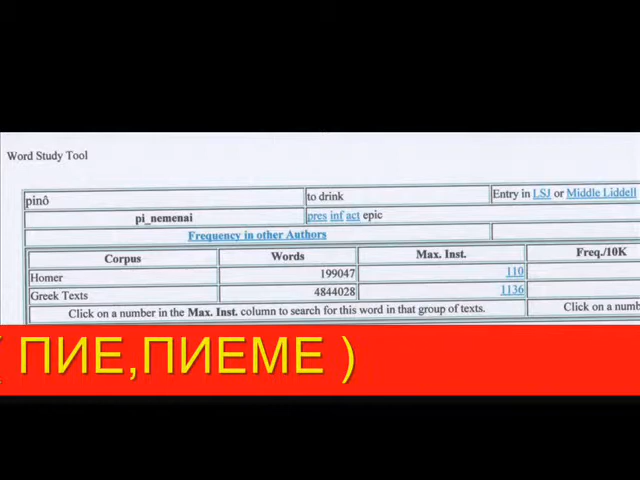 Word Study Tool
pinô to drink Entry in LSJ or Middle Liddell
pi_nemenai pres inf act epic
Frequency in other Authors
Corpus Words Max. Inst. Freq./10K
Homer 199047 110
Greek Texts 4844028 1136
Click on a number in the Max. Inst. column to search for this word in that group of texts. Click on a numb
( ПИЕ,ПИЕМЕ )